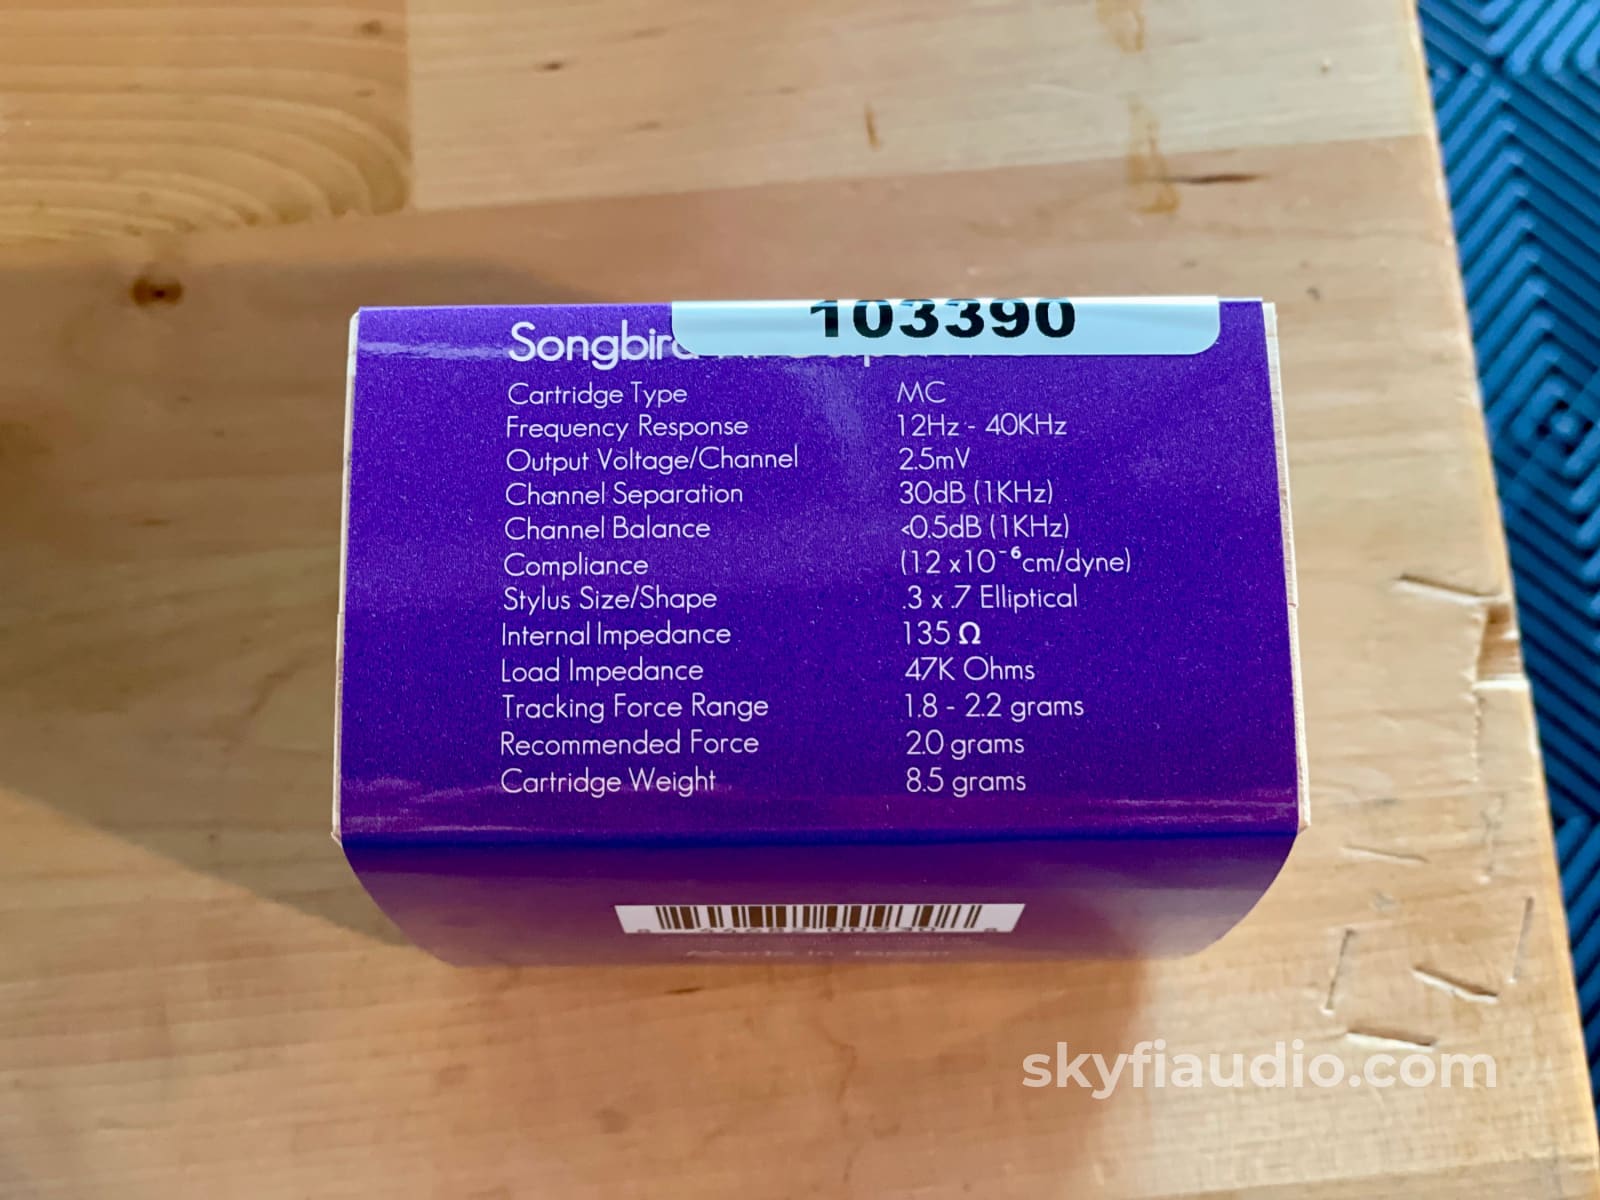 103390
Songbird
Cartridge Type MC
Frequency Response 12Hz - 40KHz
Output Voltage/Channel 2.5mV
Channel Separation 30dB (1KHz)
Channel Balance <0.5dB (1KHz)
Compliance (12 x10⁻⁶cm/dyne)
Stylus Size/Shape .3 x .7 Elliptical
Internal Impedance 135 Ω
Load Impedance 47K Ohms
Tracking Force Range 1.8 - 2.2 grams
Recommended Force 2.0 grams
Cartridge Weight 8.5 grams
Made in Japan
skyfiaudio.com